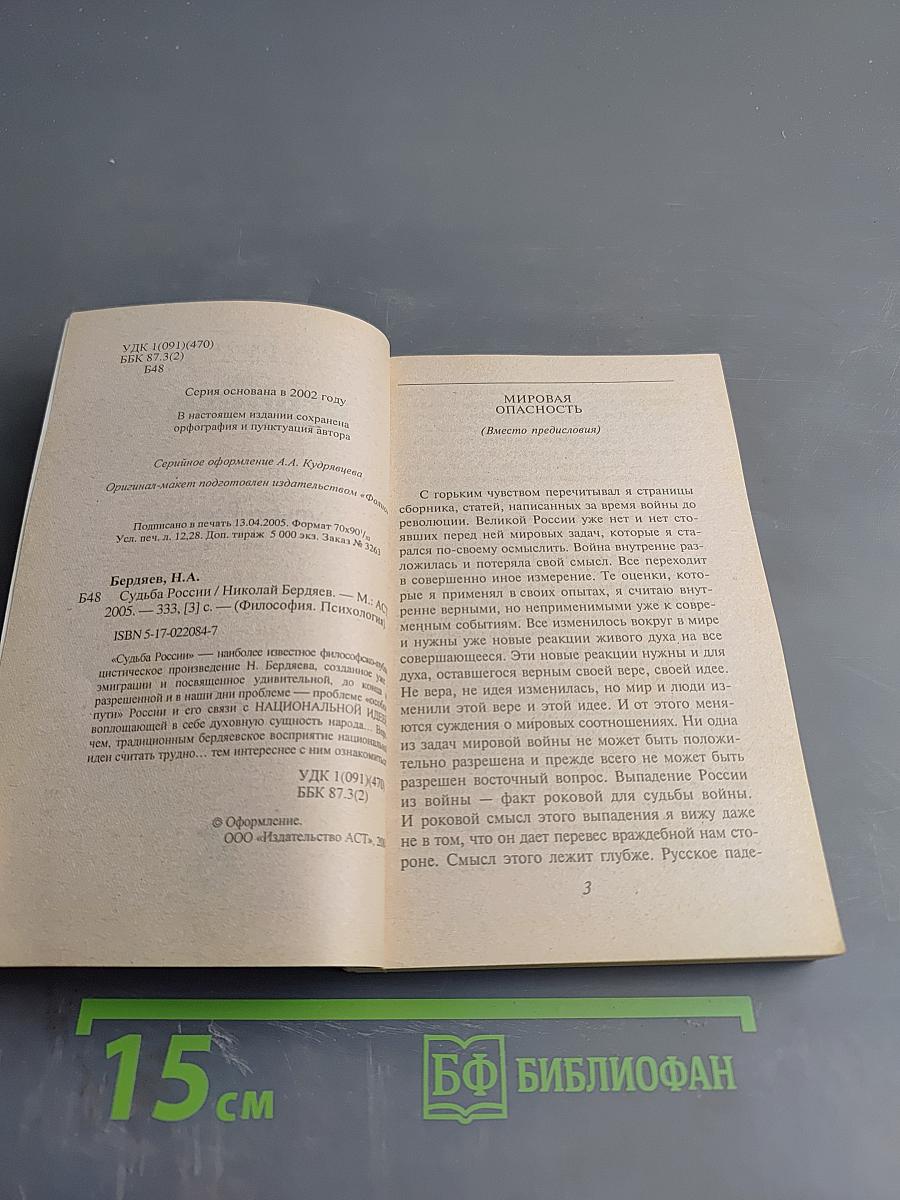 УДК 1(091)(470)
ББК 87.3(2)
Б48
Серия основана в 2002 году
В настоящем издании сохранена
орфография и пунктуация автора
Серийное оформление А.А. Кудрявцева
Оригинал-макет подготовлен издательством
Подписано в печать 13.04.2005. Формат 70х90¹/₃₂
Усл. печ. л. 12,28. Доп. тираж 5 000 экз. Заказ № 3261
Бердяев, Н.А.
Б48 Судьба России / Николай Бердяев. — М.:
2005. — 333, [3] с. — (Философия. Психология)
ISBN 5-17-022084-7
«Судьба России» — наиболее известное
цистическое произведение Н. Бердяева, созданное
эмиграции и посвященное удивительной, до конца
разрешенной и в наши дни проблеме — проблеме
пути» России и его связи с НАЦИОНАЛЬНОЙ
воплощающей в себе духовную сущность народа...
чем, традиционным бердяевское восприятие
идеи считать трудно... тем интереснее с ним
УДК 1(091)(470
ББК 87.3(2)
© Оформление.
ООО «Издательство АСТ»,
МИРОВАЯ
ОПАСНОСТЬ
(Вместо предисловия)
С горьким чувством перечитывал я страницы
сборника, статей, написанных за время войны до
революции. Великой России уже нет и нет сто-
явших перед ней мировых задач, которые я ста-
рался по-своему осмыслить. Война внутренне раз-
ложилась и потеряла свой смысл. Все переходит
в совершенно иное измерение. Те оценки, кото-
рые я применял в своих опытах, я считаю внут-
ренне верными, но неприменимыми уже к совре-
менным событиям. Все изменилось вокруг в мире
и нужны уже новые реакции живого духа на все
совершающееся. Эти новые реакции нужны и для
духа, оставшегося верным своей вере, своей идее.
Не вера, не идея изменилась, но мир и люди из-
менили этой вере и этой идее. И от этого меня-
ются суждения о мировых соотношениях. Ни одна
из задач мировой войны не может быть положи-
тельно разрешена и прежде всего не может быть
разрешен восточный вопрос. Выпадение России
из войны — факт роковой для судьбы войны.
И роковой смысл этого выпадения я вижу даже
не в том, что он дает перевес враждебной нам сто-
роне. Смысл этого лежит глубже. Русское паде-
3
15 см
БФ БИБЛИОФАН